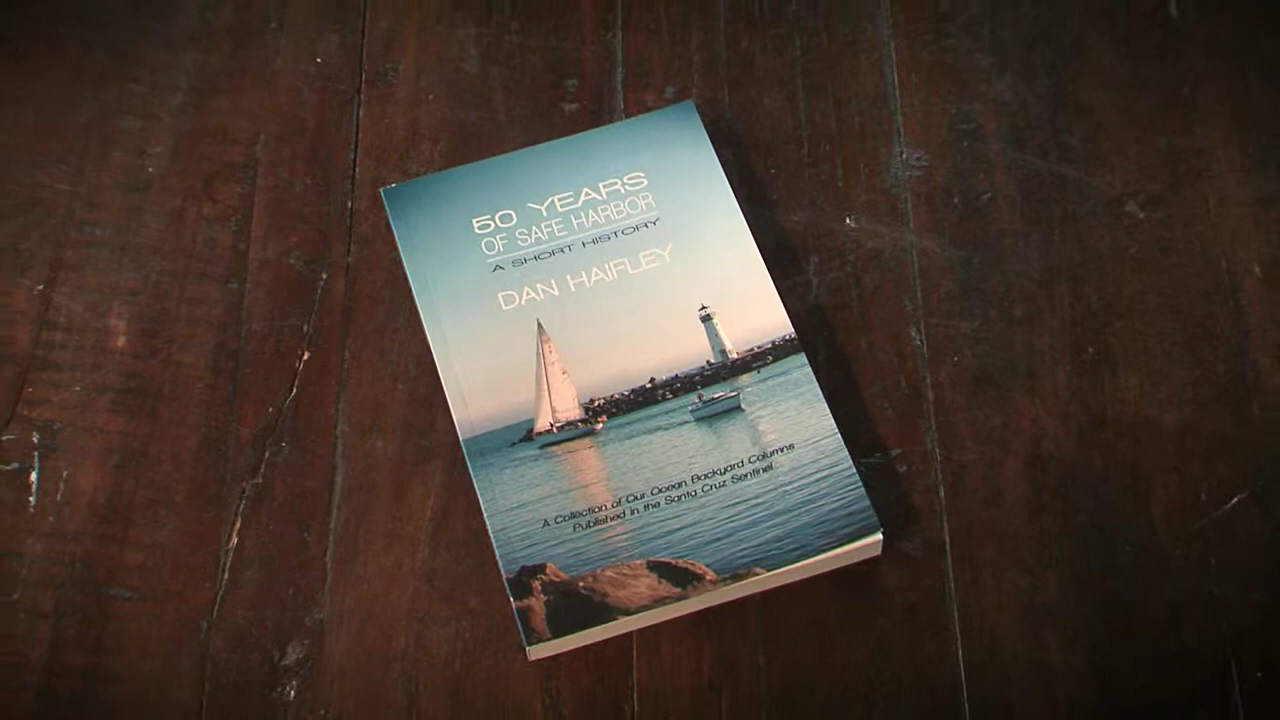 50 YEARS
OF SAFE HARBOR
A SHORT HISTORY
DAN HAIFLEY
A Collection of Our Ocean Backyard Columns
Published in the Santa Cruz Sentinel